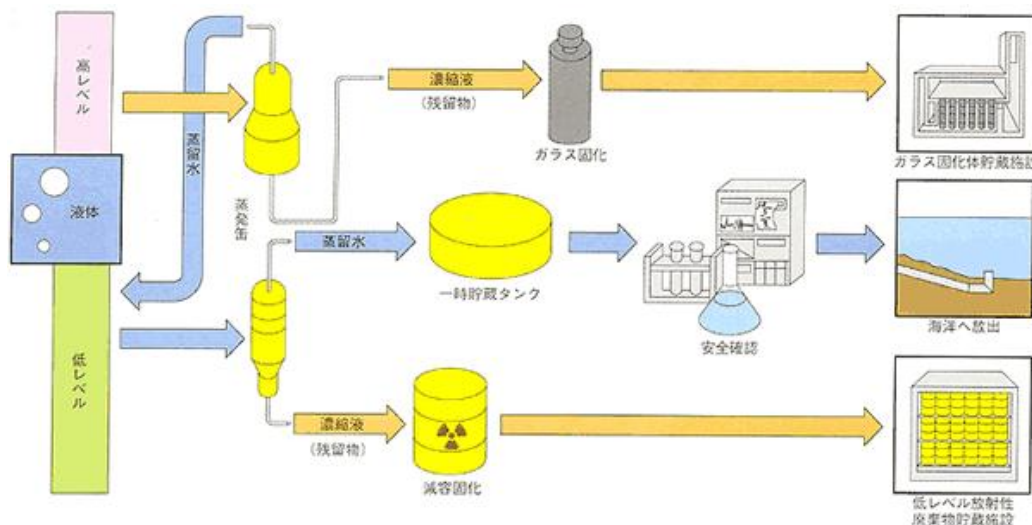 高レベル
液体
低レベル
蒸留水
蒸発缶
濃縮液
(残留物)
ガラス固化
ガラス固化体貯蔵施設
蒸留水
一時貯蔵タンク
安全確認
海洋へ放出
濃縮液
(残留物)
減容固化
低レベル放射性
廃棄物貯蔵施設